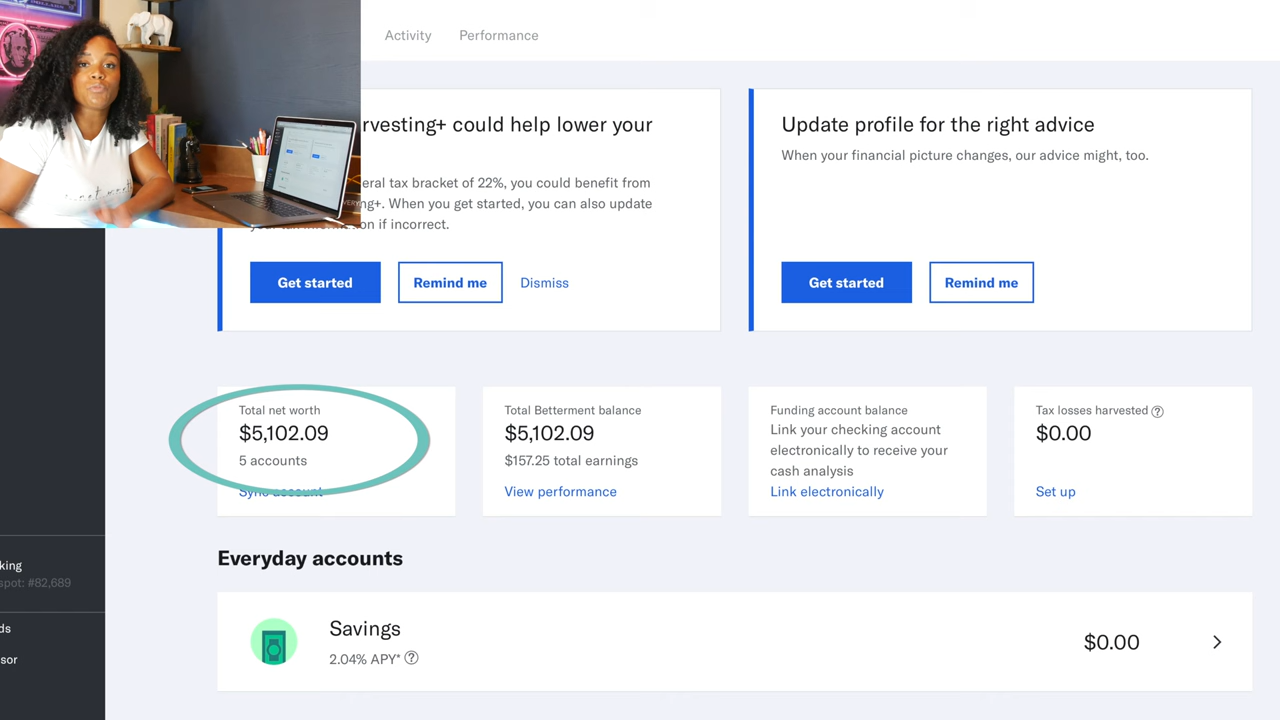 Activity
Performance
rvesting+ could help lower your
eral tax bracket of 22%, you could benefit from
ng+. When you get started, you can also update
on if incorrect.
Get started
Remind me
Dismiss
Update profile for the right advice
When your financial picture changes, our advice might, too.
Get started
Remind me
Total net worth
$5,102.09
5 accounts
Sync account
Total Betterment balance
$5,102.09
$157.25 total earnings
View performance
Funding account balance
Link your checking account
electronically to receive your
cash analysis
Link electronically
Tax losses harvested
$0.00
Set up
Everyday accounts
Savings
2.04% APY*
$0.00
king
spot: #82,689
ds
sor